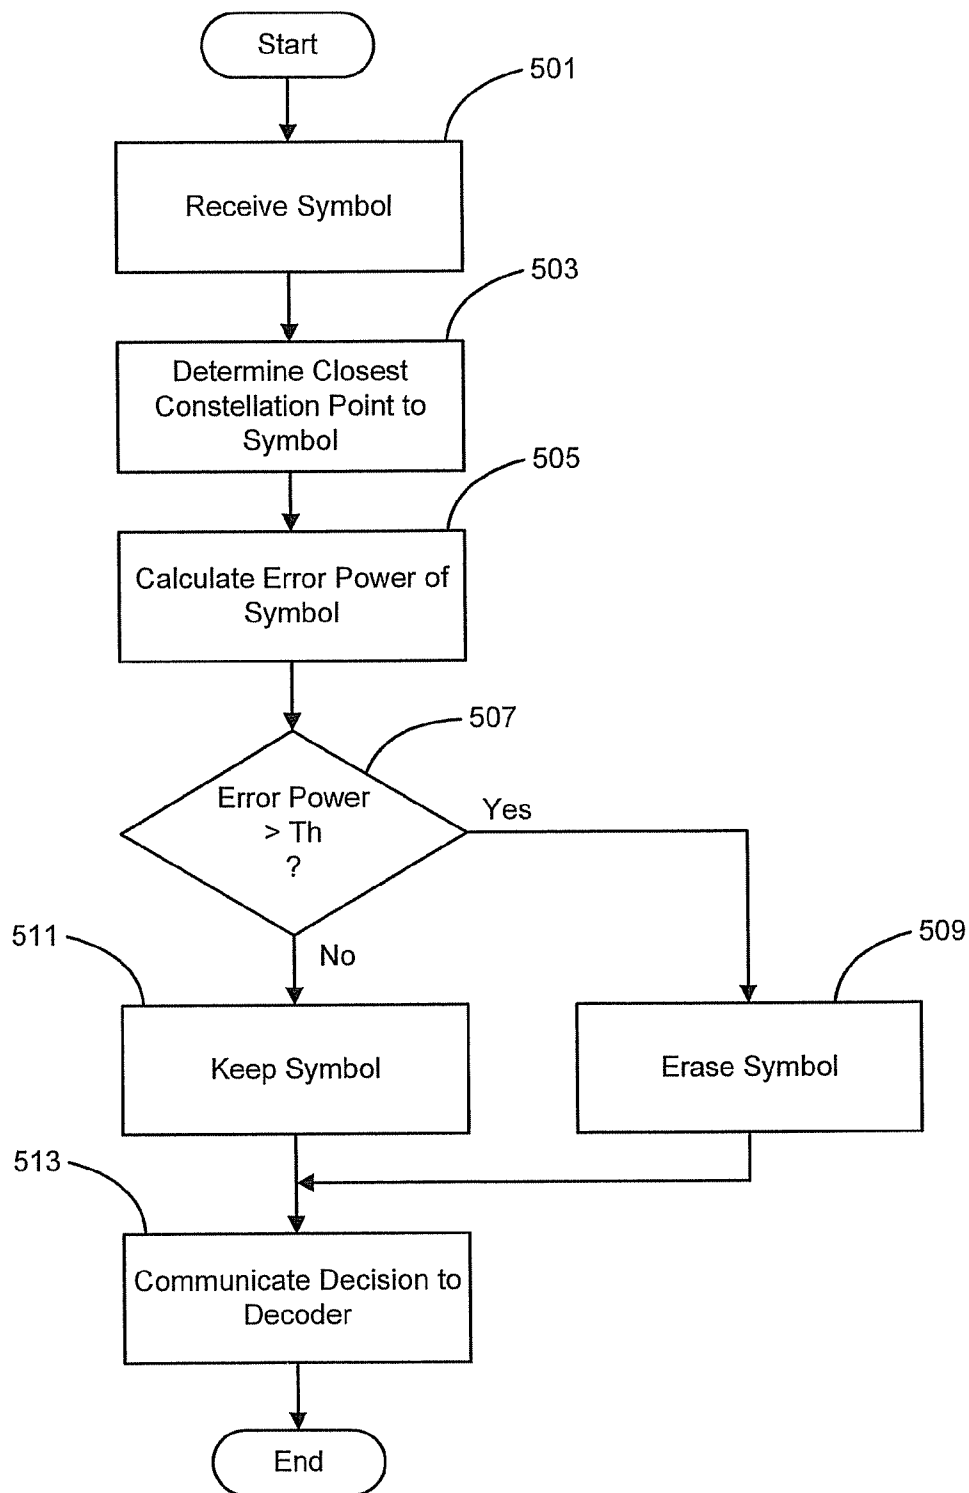 Start
501
Receive Symbol
503
Determine Closest
Constellation Point to
Symbol
505
Calculate Error Power of
Symbol
507
Error Power
> Th
?
Yes
No
511
509
Keep Symbol
Erase Symbol
513
Communicate Decision to
Decoder
End